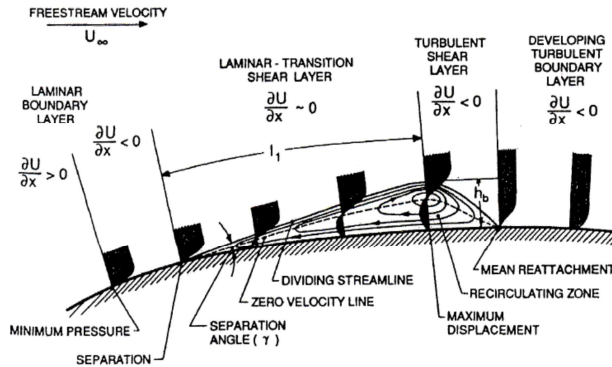 FREESTREAM VELOCITY
U∞
LAMINAR
BOUNDARY
LAYER
∂U/∂x > 0
∂U/∂x < 0
LAMINAR - TRANSITION
SHEAR LAYER
∂U/∂x ~ 0
l₁
TURBULENT
SHEAR
LAYER
∂U/∂x < 0
DEVELOPING
TURBULENT
BOUNDARY
LAYER
∂U/∂x < 0
h_b
MINIMUM PRESSURE
SEPARATION
SEPARATION
ANGLE (γ)
ZERO VELOCITY LINE
DIVIDING STREAMLINE
MEAN REATTACHMENT
RECIRCULATING ZONE
MAXIMUM
DISPLACEMENT